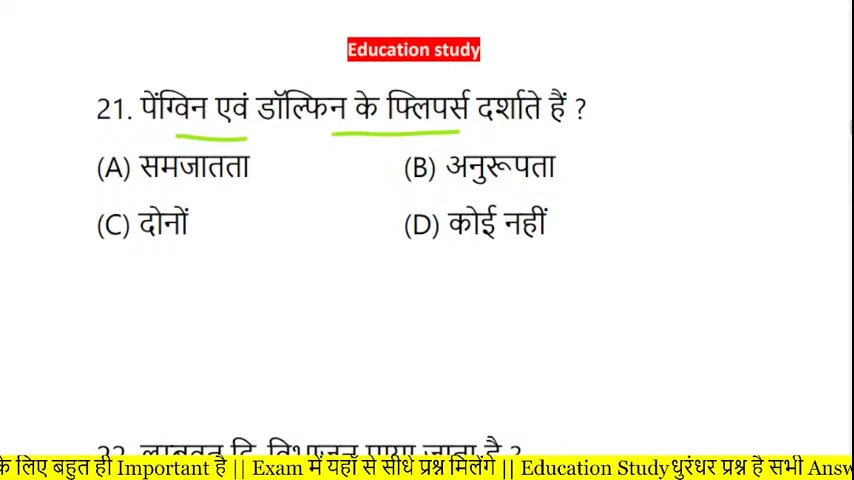 Education study
21. पेंग्विन एवं डॉल्फिन के फ्लिपर्स दर्शाते हैं ?
(A) समजातता (B) अनुरूपता
(C) दोनों (D) कोई नहीं
के लिए बहुत ही Important है || Exam में यहाँ से सीधे प्रश्न मिलेंगे || Education Study धुरंधर प्रश्न है सभी